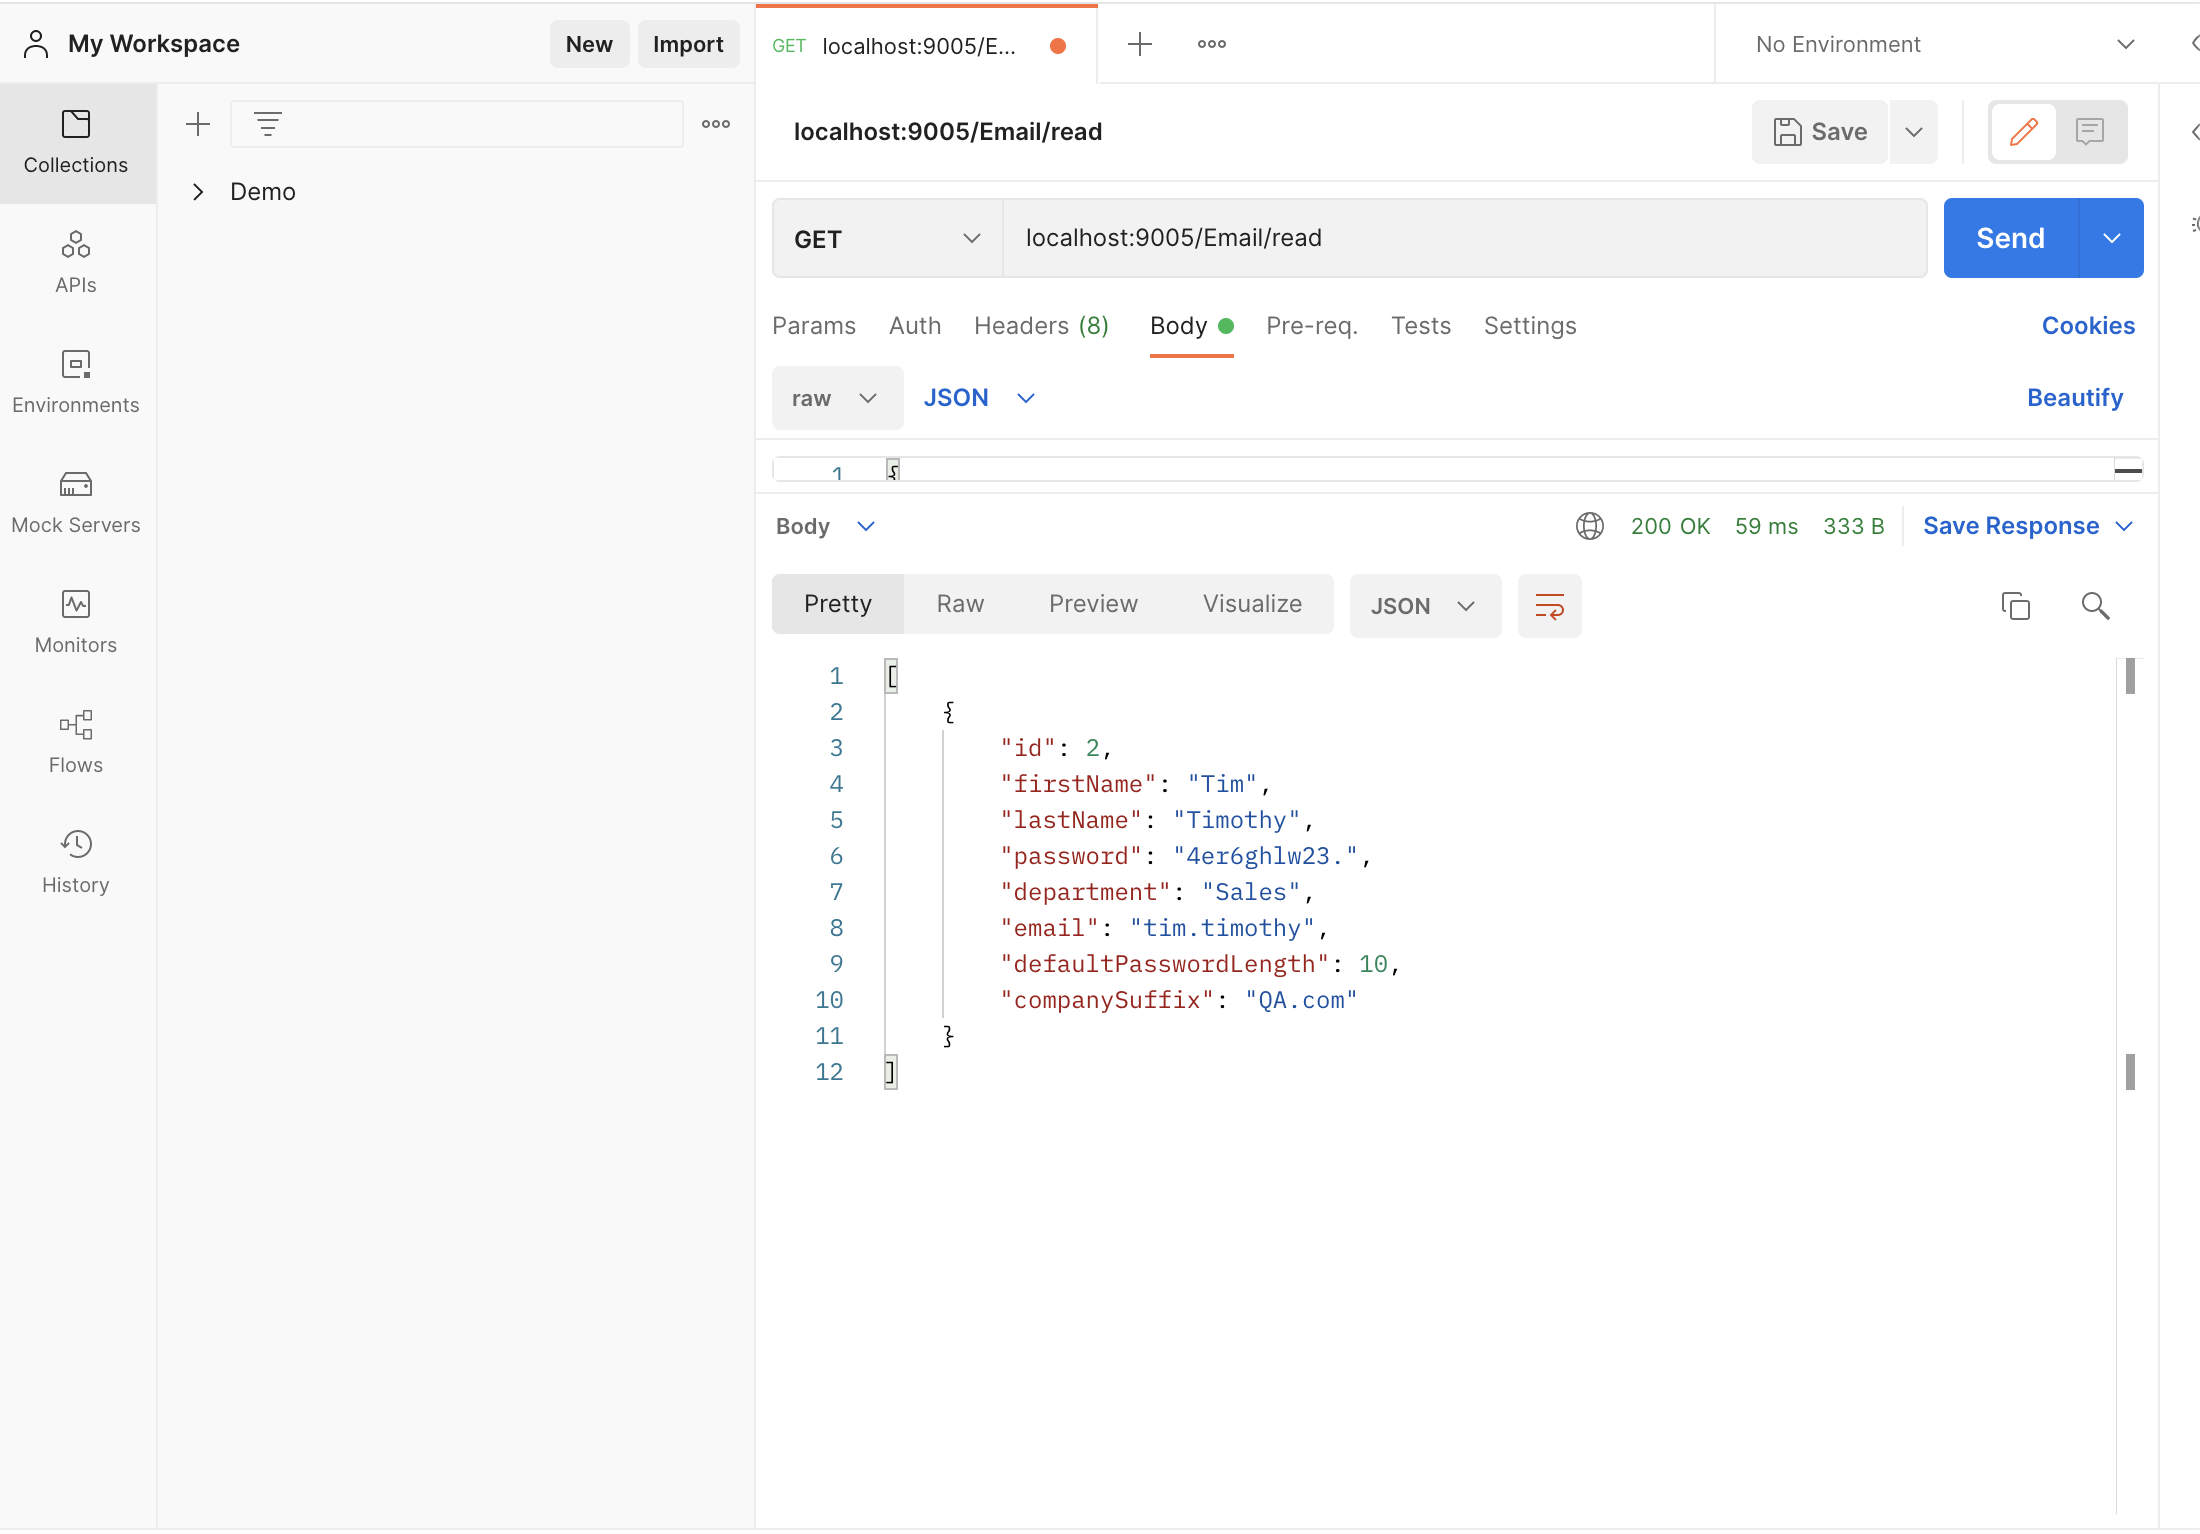 My Workspace
New
Import
GET localhost:9005/E...
No Environment
Collections
APIs
Environments
Mock Servers
Monitors
Flows
History
Demo
localhost:9005/Email/read
Save
GET
localhost:9005/Email/read
Send
Params
Auth
Headers (8)
Body
Pre-req.
Tests
Settings
Cookies
raw
JSON
Beautify
1 {
Body
200 OK 59 ms 333 B
Save Response
Pretty
Raw
Preview
Visualize
JSON
1 [
2 {
3 "id": 2,
4 "firstName": "Tim",
5 "lastName": "Timothy",
6 "password": "4er6ghlw23.",
7 "department": "Sales",
8 "email": "tim.timothy",
9 "defaultPasswordLength": 10,
10 "companySuffix": "QA.com"
11 }
12 ]